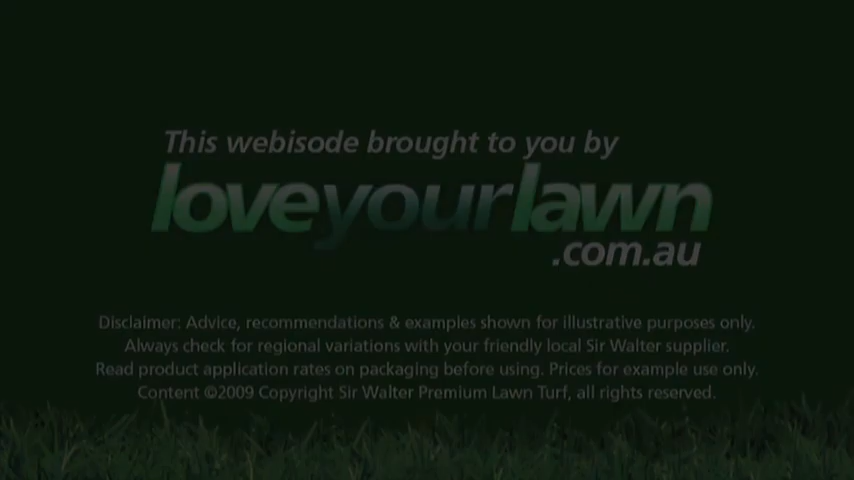 This webisode brought to you by
loveyourlawn
.com.au
Disclaimer: Advice, recommendations & examples shown for illustrative purposes only.
Always check for regional variations with your friendly local Sir Walter supplier.
Read product application rates on packaging before using. Prices for example use only.
Content ©2009 Copyright Sir Walter Premium Lawn Turf, all rights reserved.